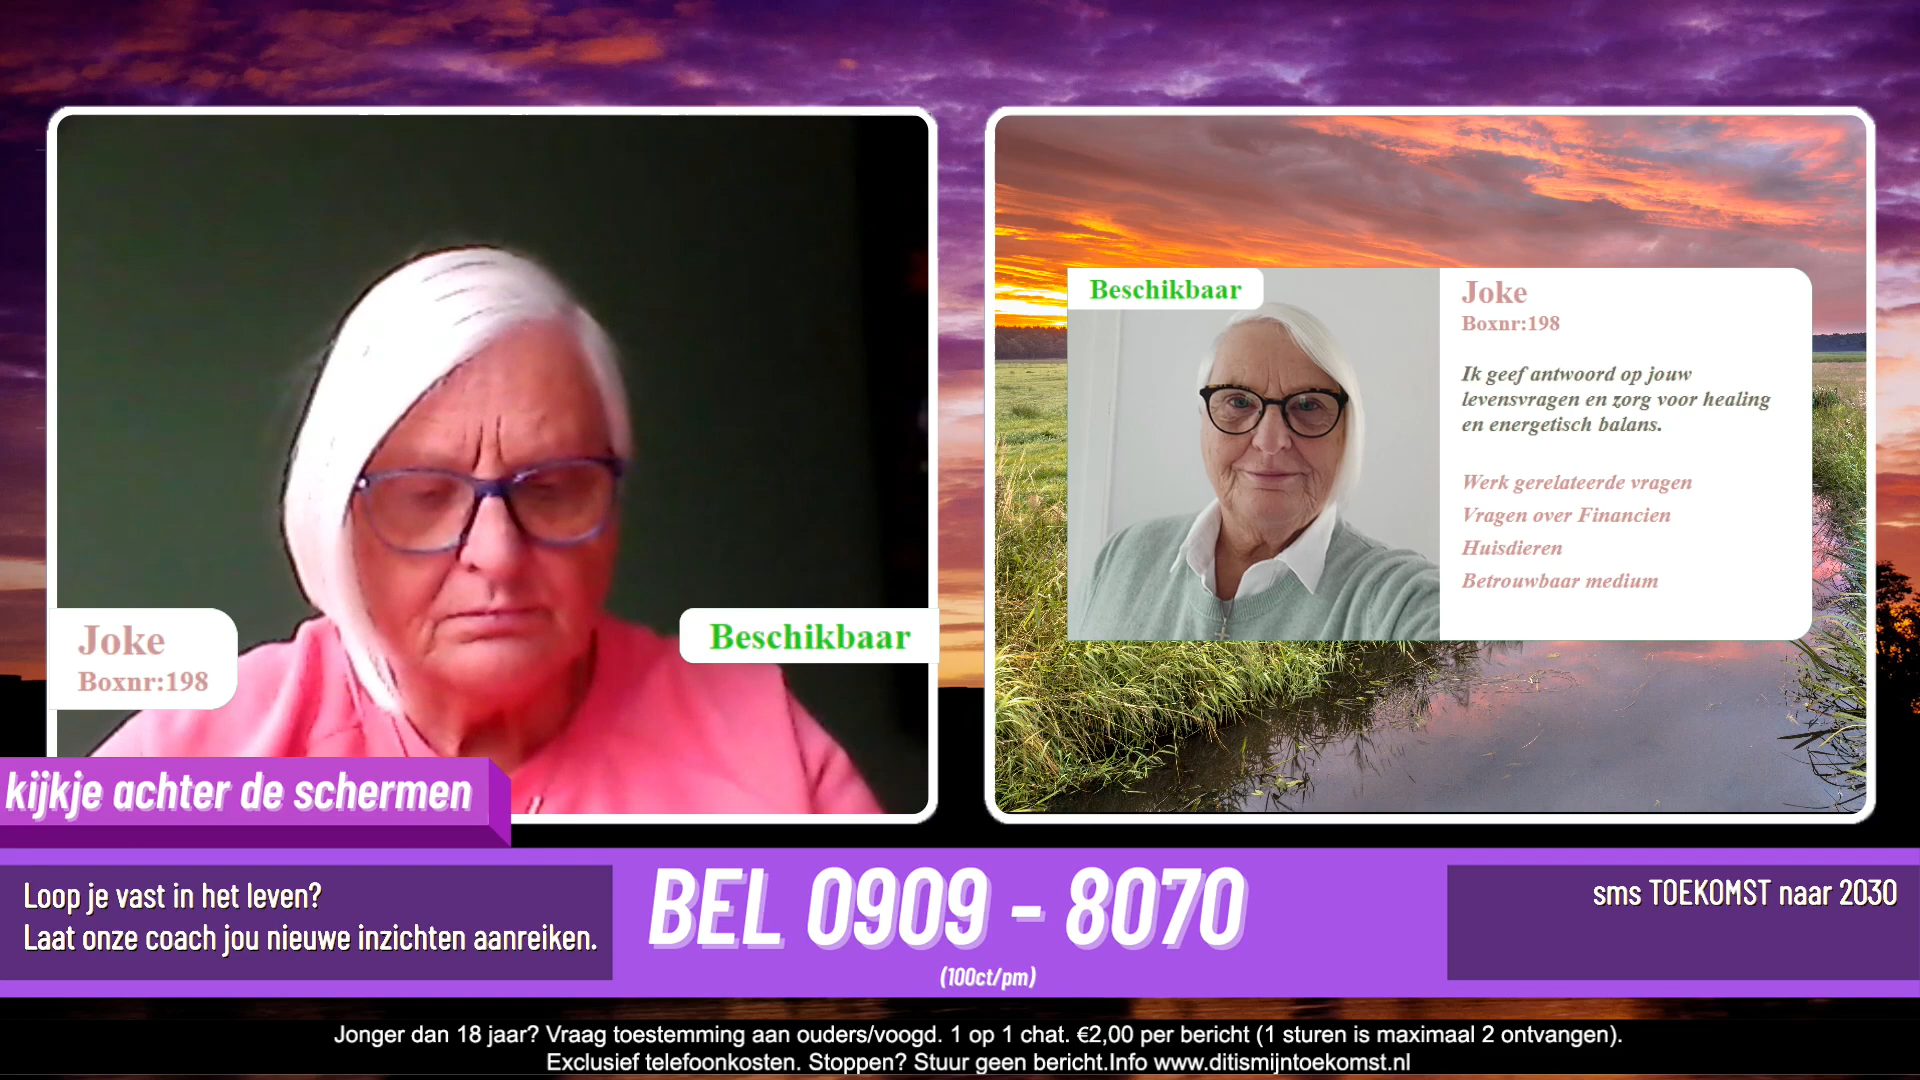 Joke
Boxnr:198
Beschikbaar
Beschikbaar
Joke
Boxnr:198
Ik geef antwoord op jouw
levensvragen en zorg voor healing
en energetisch balans.
Werk gerelateerde vragen
Vragen over Financien
Huisdieren
Betrouwbaar medium
kijkje achter de schermen
Loop je vast in het leven?
Laat onze coach jou nieuwe inzichten aanreiken.
BEL 0909 - 8070
(100ct/pm)
sms TOEKOMST naar 2030
Jonger dan 18 jaar? Vraag toestemming aan ouders/voogd. 1 op 1 chat. €2,00 per bericht (1 sturen is maximaal 2 ontvangen).
Exclusief telefoonkosten. Stoppen? Stuur geen bericht.Info www.ditismijntoekomst.nl